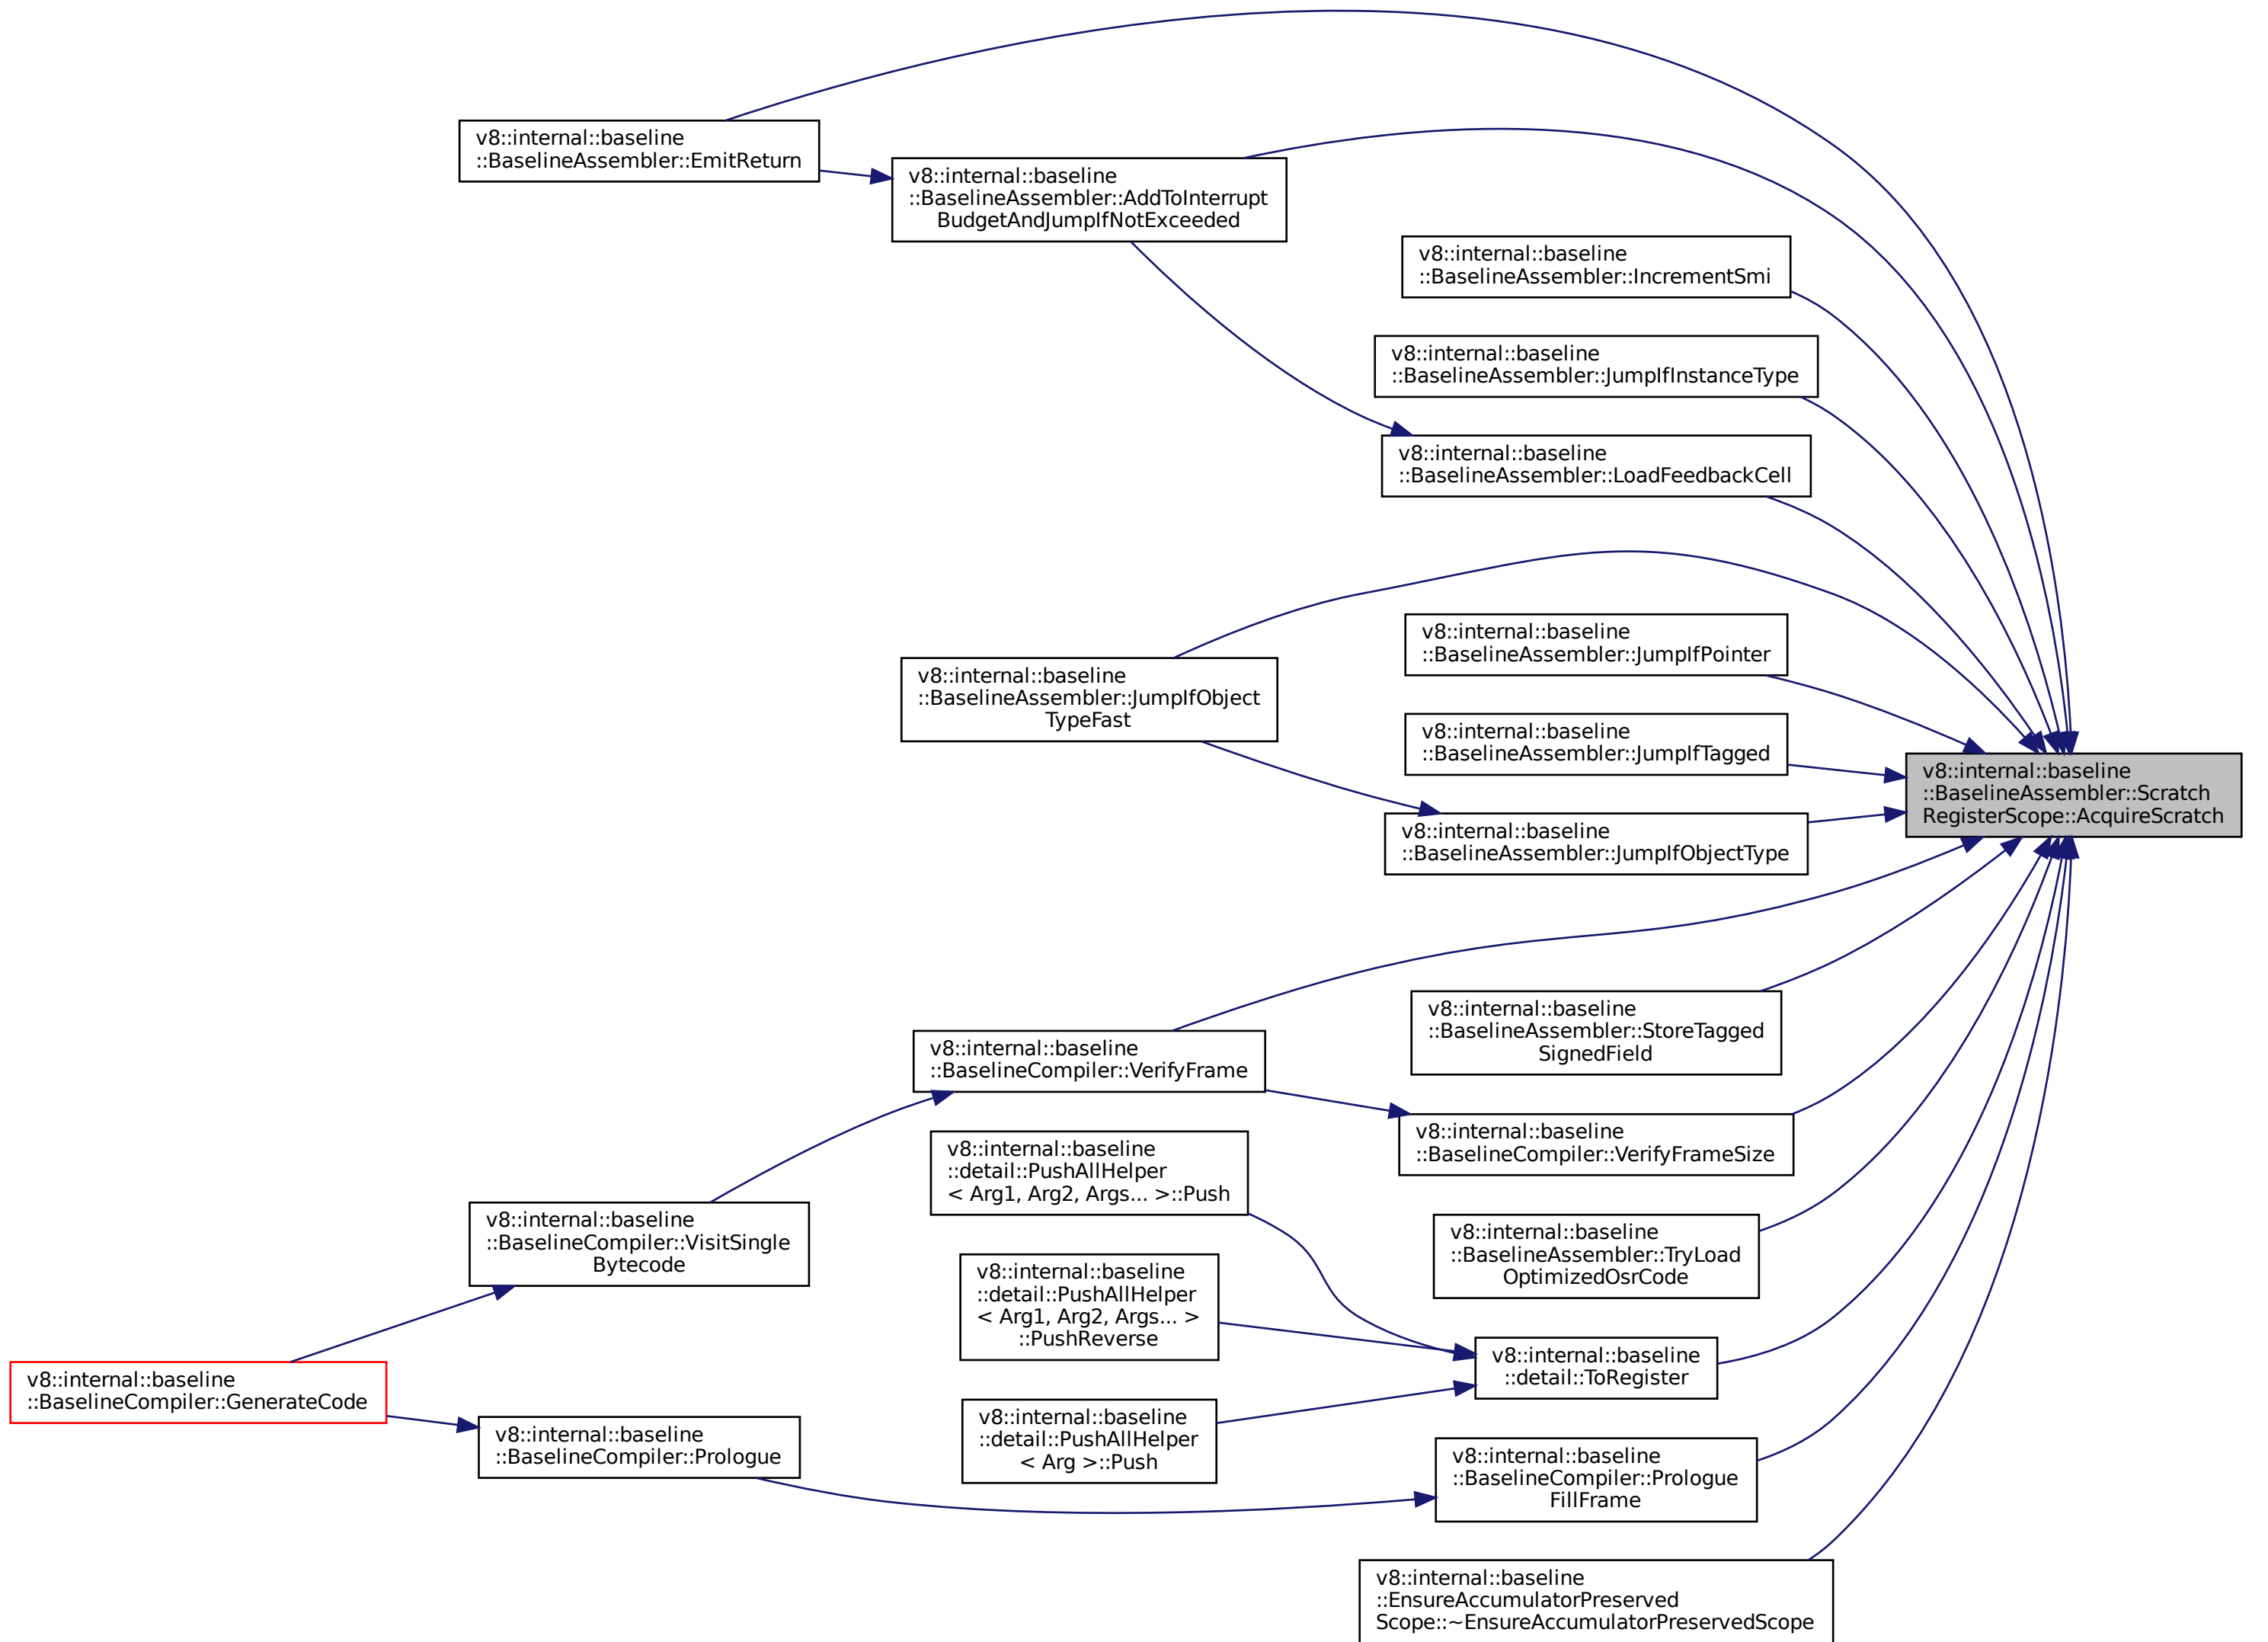 v8::internal::baseline
::BaselineAssembler::EmitReturn
v8::internal::baseline
::BaselineAssembler::AddToInterrupt
BudgetAndJumpIfNotExceeded
v8::internal::baseline
::BaselineAssembler::IncrementSmi
v8::internal::baseline
::BaselineAssembler::JumpIfInstanceType
v8::internal::baseline
::BaselineAssembler::LoadFeedbackCell
v8::internal::baseline
::BaselineAssembler::JumpIfPointer
v8::internal::baseline
::BaselineAssembler::JumpIfObject
TypeFast
v8::internal::baseline
::BaselineAssembler::JumpIfTagged
v8::internal::baseline
::BaselineAssembler::Scratch
RegisterScope::AcquireScratch
v8::internal::baseline
::BaselineAssembler::JumpIfObjectType
v8::internal::baseline
::BaselineAssembler::StoreTagged
SignedField
v8::internal::baseline
::BaselineCompiler::VerifyFrame
v8::internal::baseline
::BaselineCompiler::VerifyFrameSize
v8::internal::baseline
::detail::PushAllHelper
< Arg1, Arg2, Args... >::Push
v8::internal::baseline
::BaselineCompiler::VisitSingle
Bytecode
v8::internal::baseline
::BaselineAssembler::TryLoad
OptimizedOsrCode
v8::internal::baseline
::detail::PushAllHelper
< Arg1, Arg2, Args... >
::PushReverse
v8::internal::baseline
::detail::ToRegister
v8::internal::baseline
::BaselineCompiler::GenerateCode
v8::internal::baseline
::detail::PushAllHelper
< Arg >::Push
v8::internal::baseline
::BaselineCompiler::Prologue
v8::internal::baseline
::BaselineCompiler::Prologue
FillFrame
v8::internal::baseline
::EnsureAccumulatorPreserved
Scope::~EnsureAccumulatorPreservedScope